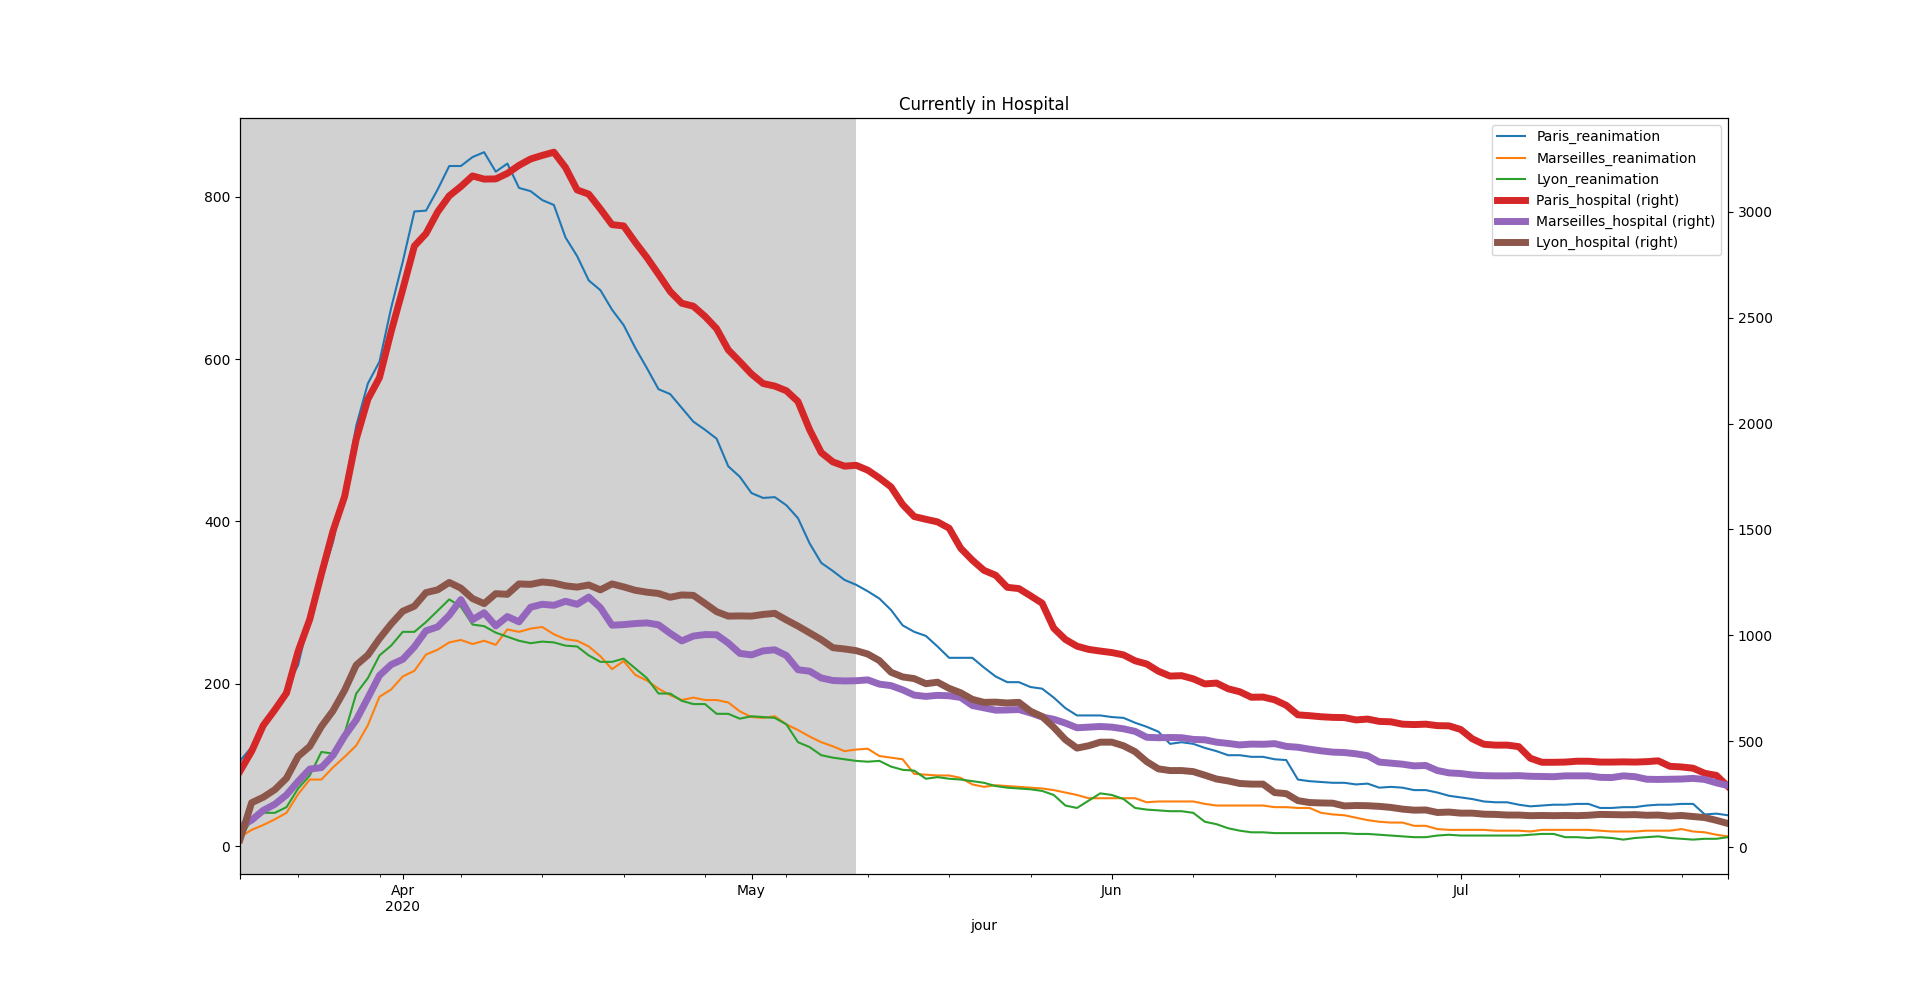 Currently in Hospital
Paris_reanimation
Marseilles_reanimation
Lyon_reanimation
Paris_hospital (right)
Marseilles_hospital (right)
Lyon_hospital (right)
800
600
400
200
0
3000
2500
2000
1500
1000
500
0
Apr
2020
May
Jun
Jul
jour